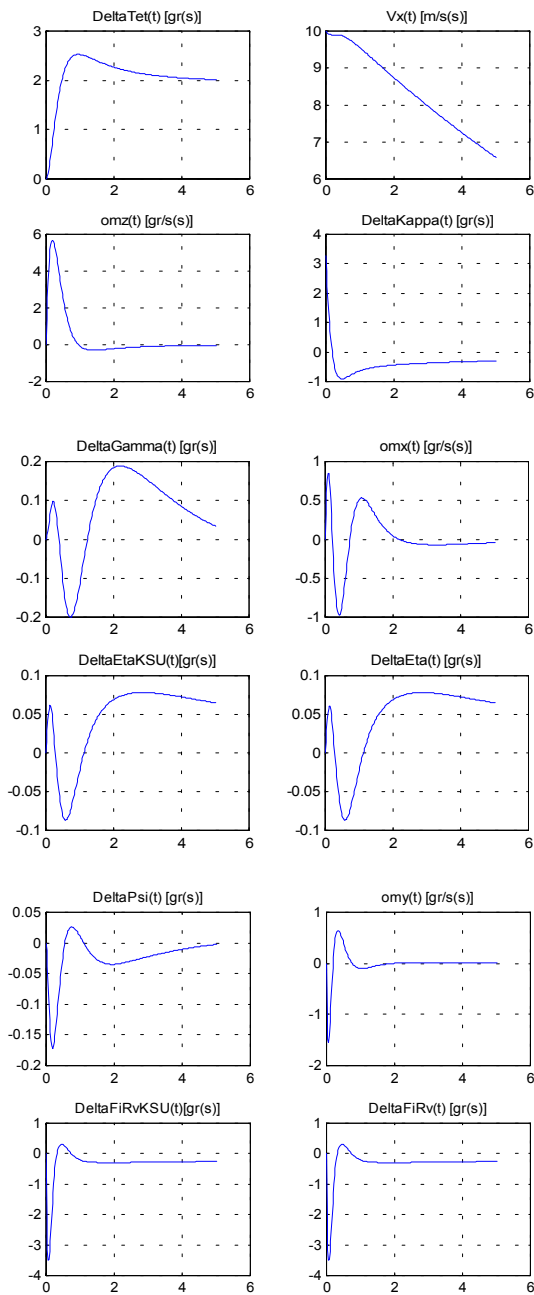 DeltaTet(t) [gr(s)] Vx(t) [m/s(s)]
3 10
2 9
8
1 7
0 6
0 2 4 6 0 2 4 6
omz(t) [gr/s(s)] DeltaKappa(t) [gr(s)]
6 4
4 3
2 2
1
0 0
-2 -1
0 2 4 6 0 2 4 6
DeltaGamma(t) [gr(s)] omx(t) [gr/s(s)]
0.2 1
0.1 0.5
0 0
-0.1 -0.5
-0.2 -1
0 2 4 6 0 2 4 6
DeltaEtaKSU(t)[gr(s)] DeltaEta(t) [gr(s)]
0.1 0.1
0.05 0.05
0 0
-0.05 -0.05
-0.1 -0.1
0 2 4 6 0 2 4 6
DeltaPsi(t) [gr(s)] omy(t) [gr/s(s)]
0.05 1
0
-0.05 0
-0.1
-0.15 -1
-0.2 -2
0 2 4 6 0 2 4 6
DeltaFiRvKSU(t)[gr(s)] DeltaFiRv(t) [gr(s)]
1 1
0 0
-1 -1
-2 -2
-3 -3
-4 -4
0 2 4 6 0 2 4 6